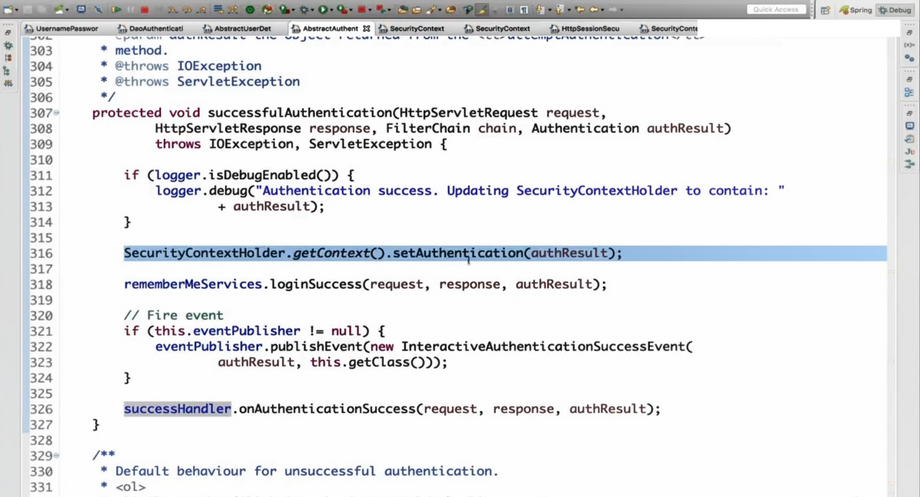 Quick Access
Spring
Debug
UsernamePasswor
DaoAuthenticati
AbstractUserDet
AbstractAuthent
SecurityContext
SecurityContext
HttpSessionSecu
SecurityConte
303 * method.
304 * @throws IOException
305 * @throws ServletException
306 */
307 protected void successfulAuthentication(HttpServletRequest request,
308 HttpServletResponse response, FilterChain chain, Authentication authResult)
309 throws IOException, ServletException {
310
311 if (logger.isDebugEnabled()) {
312 logger.debug("Authentication success. Updating SecurityContextHolder to contain: "
313 + authResult);
314 }
315
316 SecurityContextHolder.getContext().setAuthentication(authResult);
317
318 rememberMeServices.loginSuccess(request, response, authResult);
319
320 // Fire event
321 if (this.eventPublisher != null) {
322 eventPublisher.publishEvent(new InteractiveAuthenticationSuccessEvent(
323 authResult, this.getClass()));
324 }
325
326 successHandler.onAuthenticationSuccess(request, response, authResult);
327 }
328
329 /**
330 * Default behaviour for unsuccessful authentication.
331 * <ol>